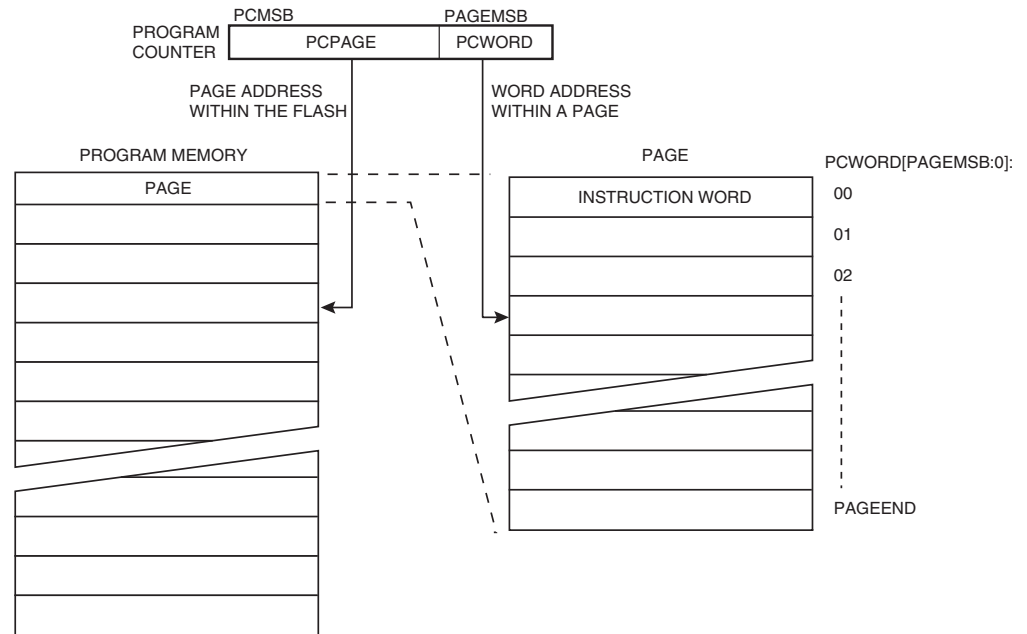 PCMSB PAGEMSB
PROGRAM
COUNTER
PCPAGE PCWORD
PAGE ADDRESS
WITHIN THE FLASH
WORD ADDRESS
WITHIN A PAGE
PROGRAM MEMORY
PAGE
PAGE
INSTRUCTION WORD
PCWORD[PAGEMSB:0]:
00
01
02
PAGEEND